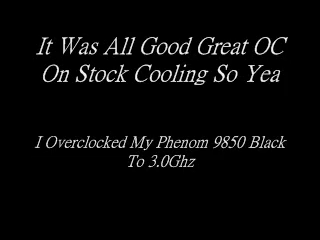 It Was All Good Great OC
On Stock Cooling So Yea
I Overclocked My Phenom 9850 Black
To 3.0Ghz